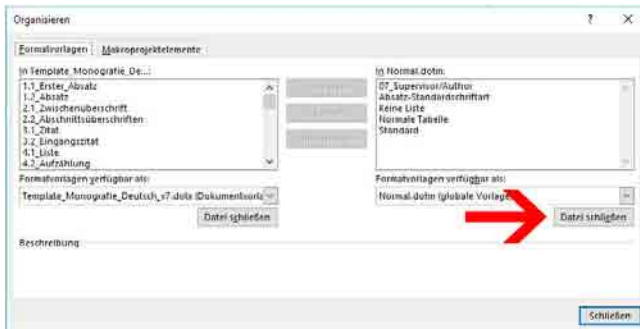 Organisieren ? X
Formatvorlagen Makroprojektelemente
In Template_Monografie_De...:
1.1_Erster_Absatz
1.2_Absatz
2.1_Zwischenüberschrift
2.2_Abschnittsüberschriften
3.1_Zitat
3.2_Eingangszitat
4.1_Liste
4.2_Aufzählung
In Normal.dotm:
07_Supervisor/Author
Absatz-Standardschriftart
Keine Liste
Normale Tabelle
Standard
Formatvorlagen verfügbar als:
Template_Monografie_Deutsch_v7.dotx (Dokumentvorla
Datei schließen
Formatvorlagen verfügbar als:
Normal.dotm (globale Vorlage
Datei schließen
Beschreibung
Schließen